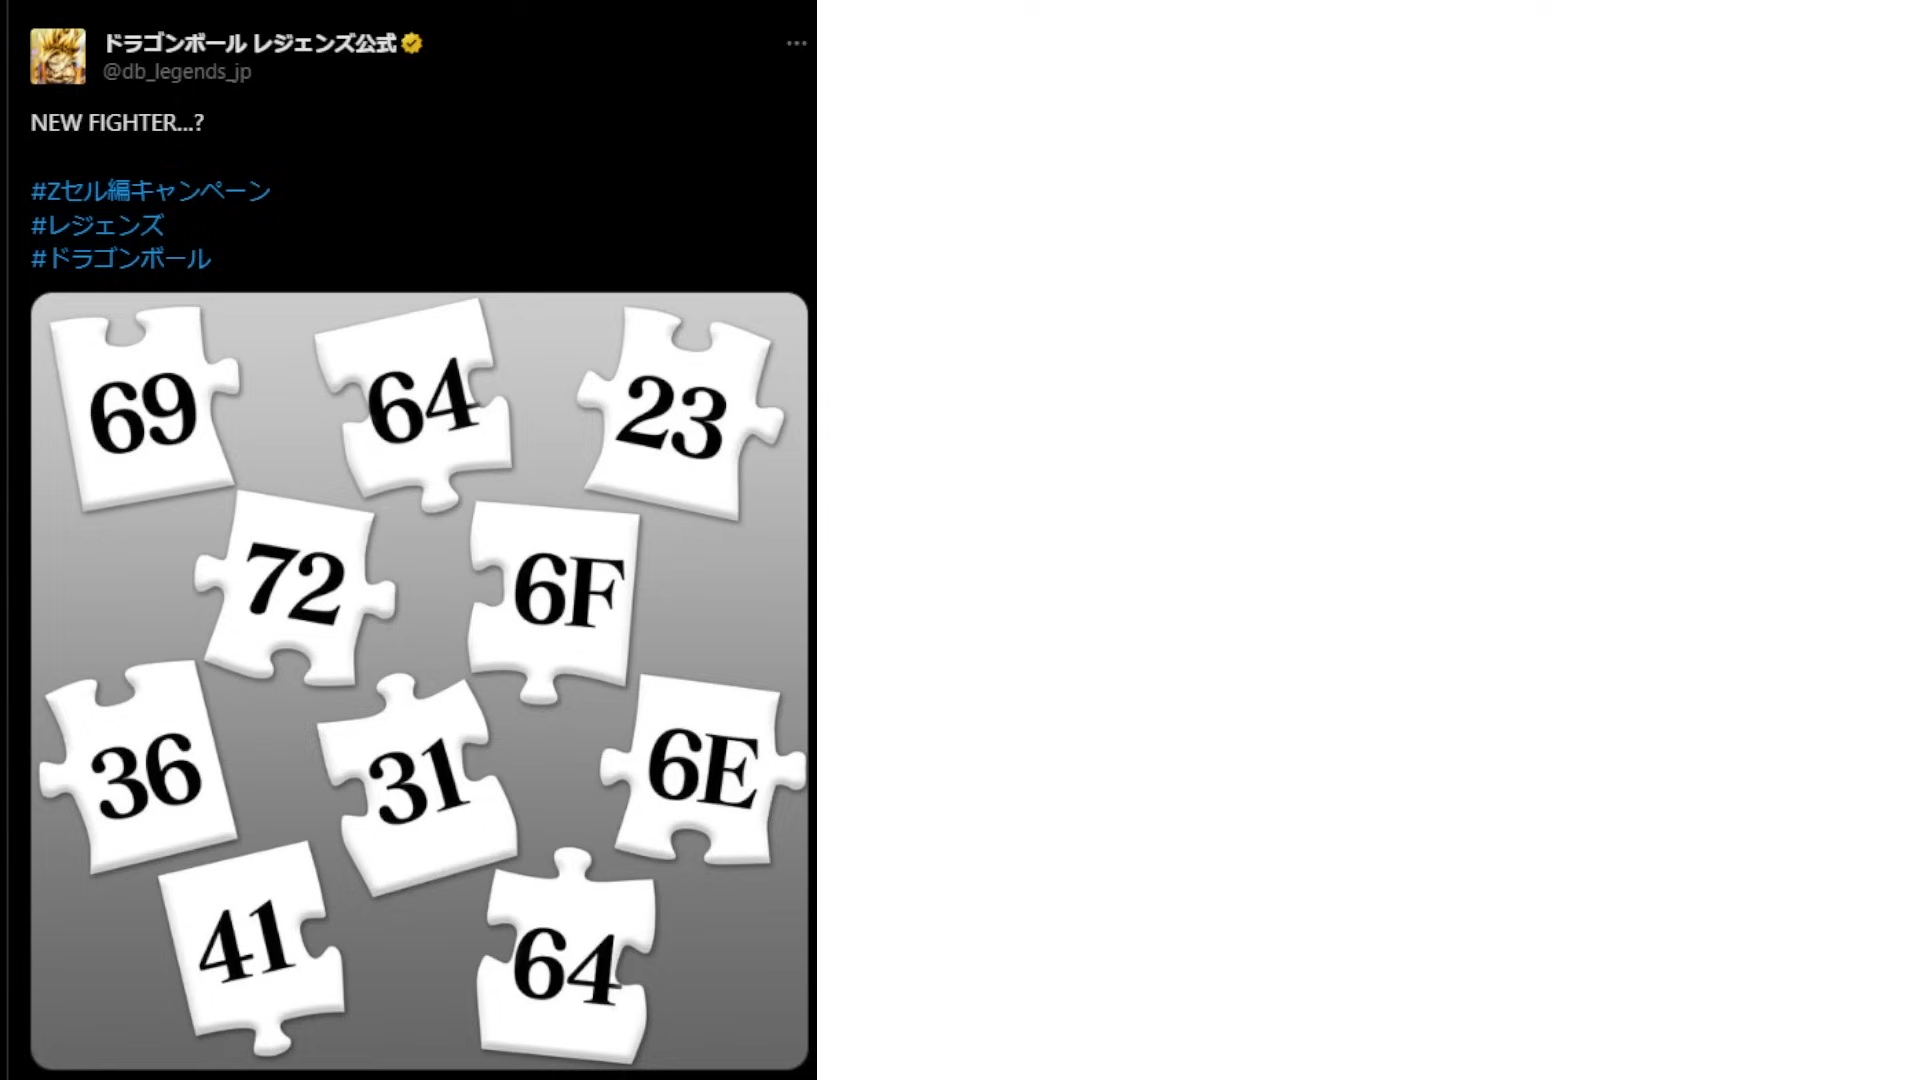 ドラゴンボール レジェンズ公式
@db_legends_jp
NEW FIGHTER...?
#Zセル編キャンペーン
#レジェンズ
#ドラゴンボール
69 64 23
72 6F
36 31 6E
41 64